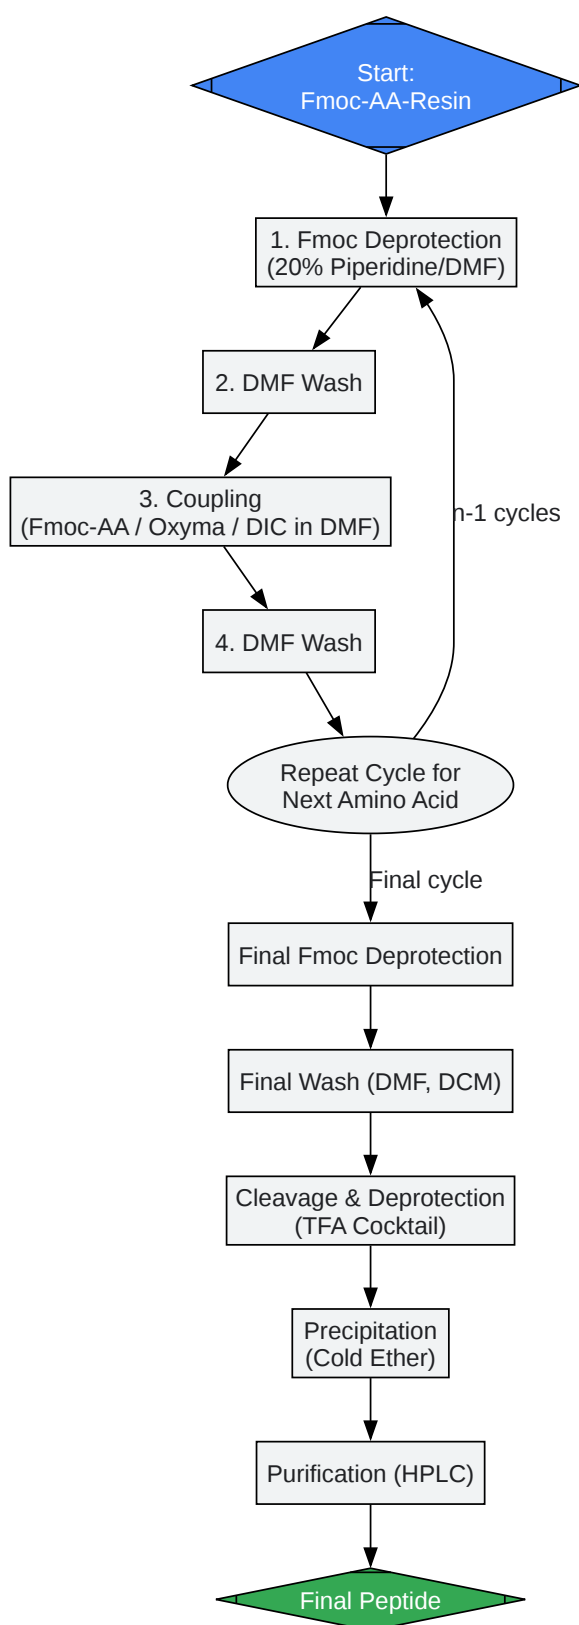 Start:
Fmoc-AA-Resin
1. Fmoc Deprotection
(20% Piperidine/DMF)
2. DMF Wash
3. Coupling
(Fmoc-AA / Oxyma / DIC in DMF)
n-1 cycles
4. DMF Wash
Repeat Cycle for
Next Amino Acid
Final cycle
Final Fmoc Deprotection
Final Wash (DMF, DCM)
Cleavage & Deprotection
(TFA Cocktail)
Precipitation
(Cold Ether)
Purification (HPLC)
Final Peptide